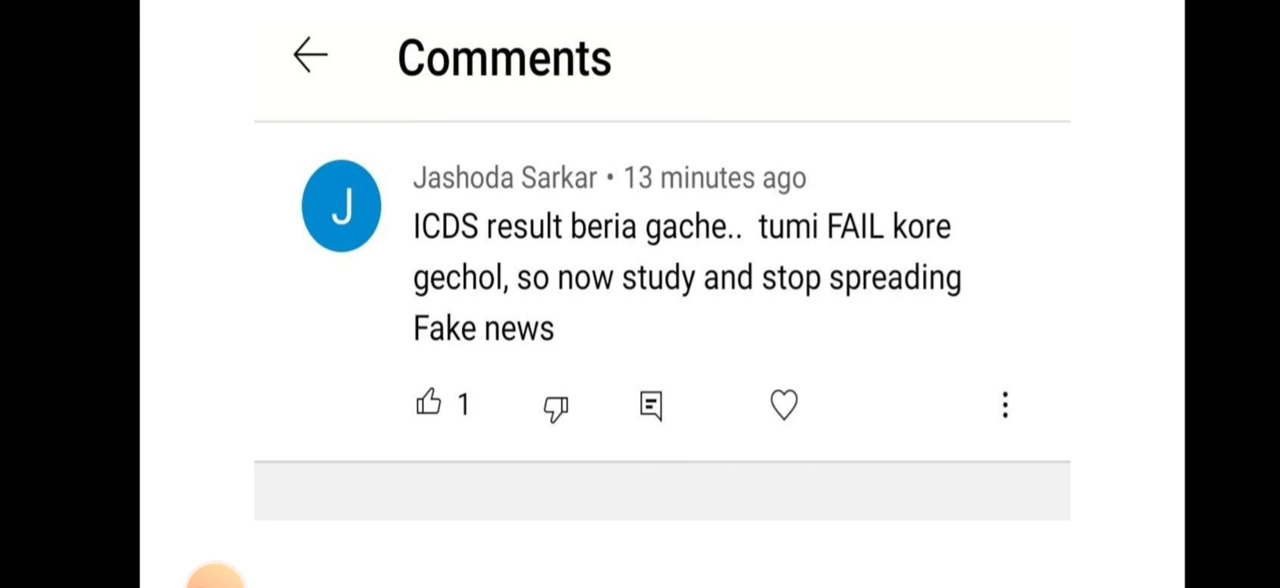 Comments
J
Jashoda Sarkar • 13 minutes ago
ICDS result beria gache.. tumi FAIL kore
gechol, so now study and stop spreading
Fake news
1